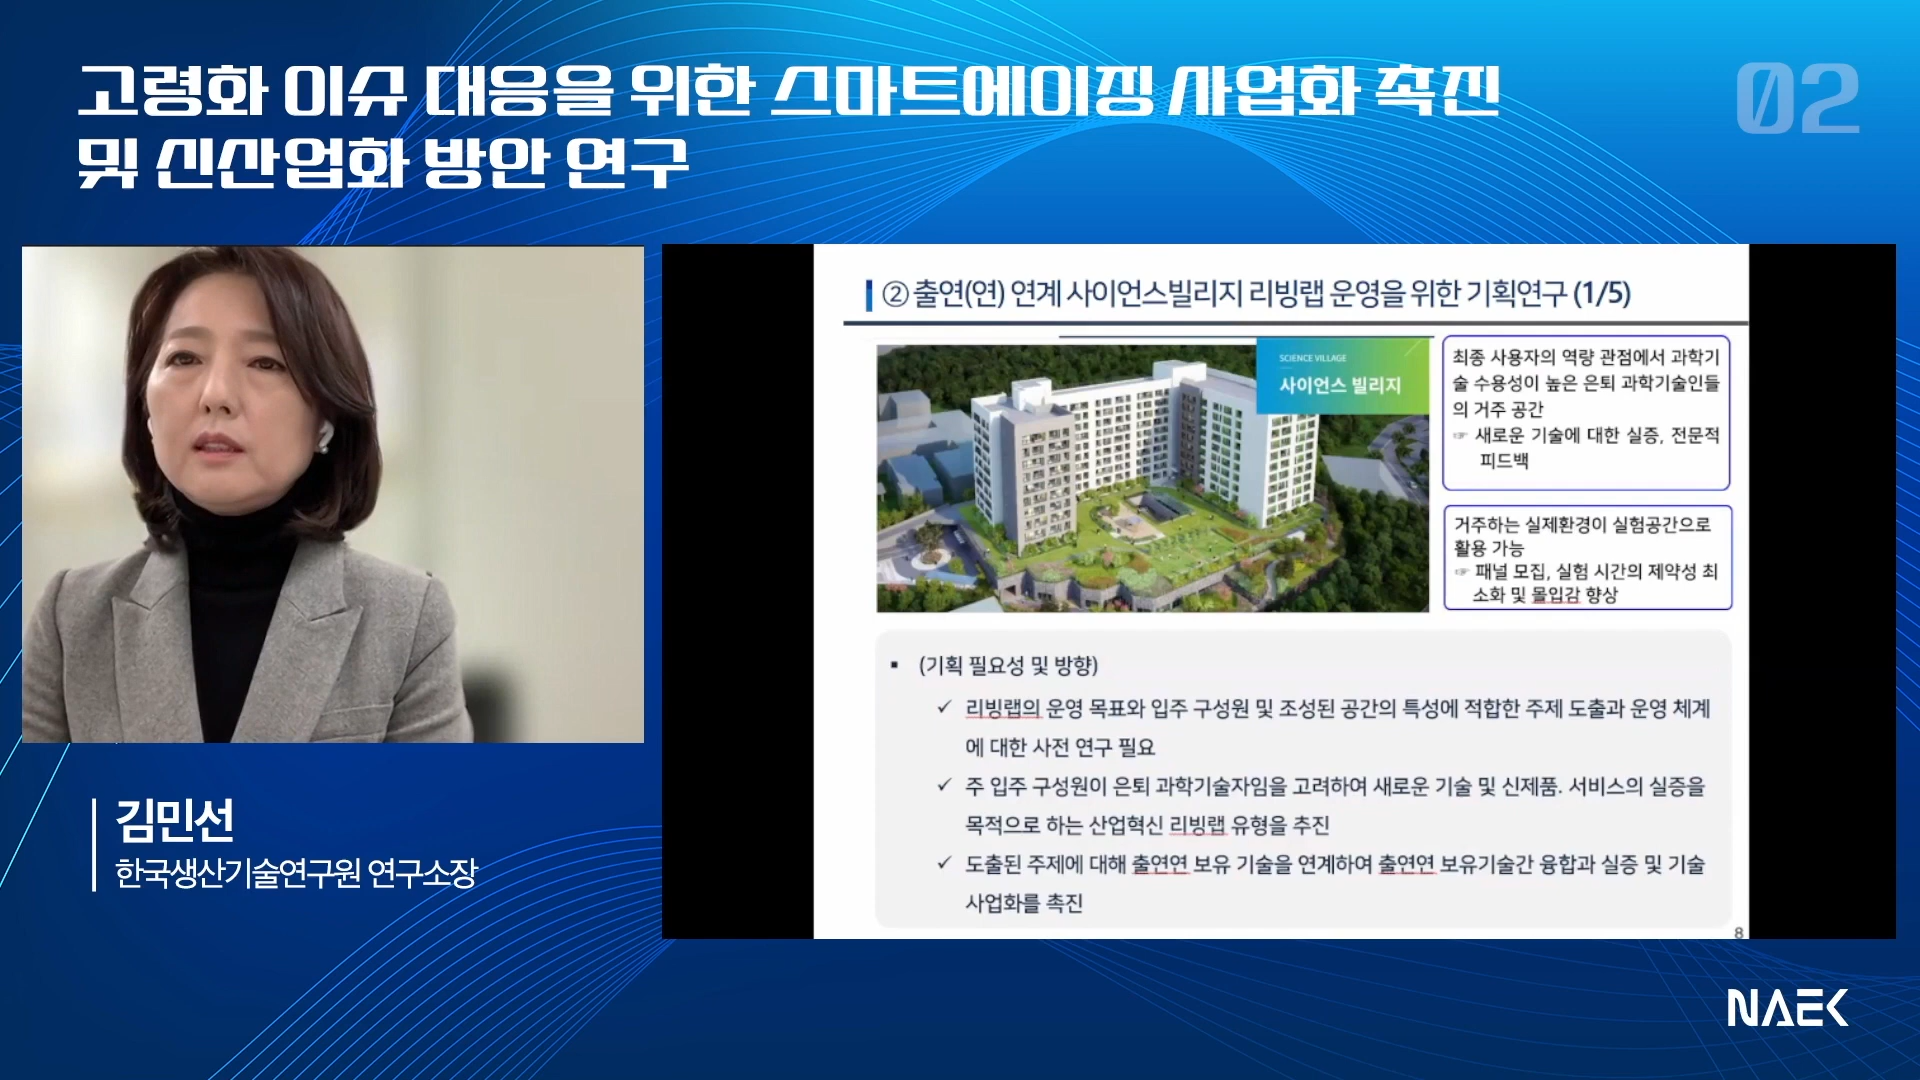 고령화 이슈 대응을 위한 스마트에이징 사업화 촉진
및 신산업화 방안 연구
02
② 출연(연) 연계 사이언스빌리지 리빙랩 운영을 위한 기획연구 (1/5)
SCIENCE VILLAGE
사이언스 빌리지
최종 사용자의 역량 관점에서 과학기
술 수용성이 높은 은퇴 과학기술인들
의 거주 공간
☞ 새로운 기술에 대한 실증, 전문적
피드백
거주하는 실제환경이 실험공간으로
활용 가능
☞ 패널 모집, 실험 시간의 제약성 최
소화 및 몰입감 향상
▪ (기획 필요성 및 방향)
✓ 리빙랩의 운영 목표와 입주 구성원 및 조성된 공간의 특성에 적합한 주제 도출과 운영 체계
에 대한 사전 연구 필요
✓ 주 입주 구성원이 은퇴 과학기술자임을 고려하여 새로운 기술 및 신제품. 서비스의 실증을
목적으로 하는 산업혁신 리빙랩 유형을 추진
✓ 도출된 주제에 대해 출연연 보유 기술을 연계하여 출연연 보유기술간 융합과 실증 및 기술
사업화를 촉진
8
김민선
한국생산기술연구원 연구소장
NAEK